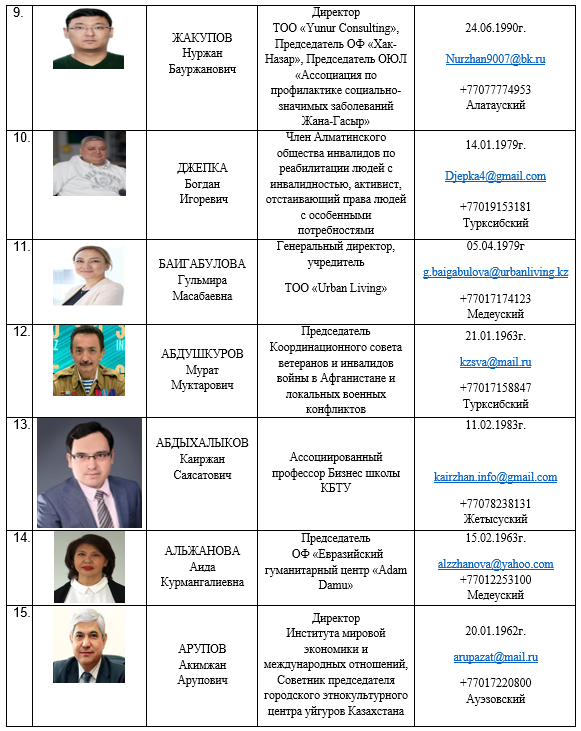 9.
ЖАКУПОВ
Нуржан
Бауржанович
Директор
ТОО «Yunur Consulting»,
Председатель ОФ «Хак-
Назар», Председатель ОЮЛ
«Ассоциация по
профилактике социально-
значимых заболеваний
Жана-Гасыр»
24.06.1990г.
Nurzhan9007@bk.ru
+77077774953
Алатауский
10.
ДЖЕПКА
Богдан
Игоревич
Член Алматинского
общества инвалидов по
реабилитации людей с
инвалидностью, активист,
отстаивающий права людей
с особенными
потребностями
14.01.1979г.
Djepka4@gmail.com
+77019153181
Турксибский
11.
БАИГАБУЛОВА
Гульмира
Масабаевна
Генеральный директор,
учредитель
ТОО «Urban Living»
05.04.1979г
g.baigabulova@urbanliving.kz
+77017174123
Медеуский
12.
АБДУШКУРОВ
Мурат
Муктарович
Председатель
Координационного совета
ветеранов и инвалидов
войны в Афганистане и
локальных военных
конфликтов
21.01.1963г.
kzsva@mail.ru
+77017158847
Турксибский
13.
АБДЫХАЛЫКОВ
Каиржан
Саясатович
Ассоциированный
профессор Бизнес школы
КБТУ
11.02.1983г.
kairzhan.info@gmail.com
+77078238131
Жетысуский
14.
АЛЬЖАНОВА
Аида
Курмангалиевна
Председатель
ОФ «Евразийский
гуманитарный центр «Adam
Damu»
15.02.1963г.
alzzhanova@yahoo.com
+77012253100
Медеуский
15.
АРУПОВ
Акимжан
Арупович
Директор
Института мировой
экономики и
международных отношений,
Советник председателя
городского этнокультурного
центра уйгуров Казахстана
20.01.1962г.
arupazat@mail.ru
+77017220800
Ауэзовский